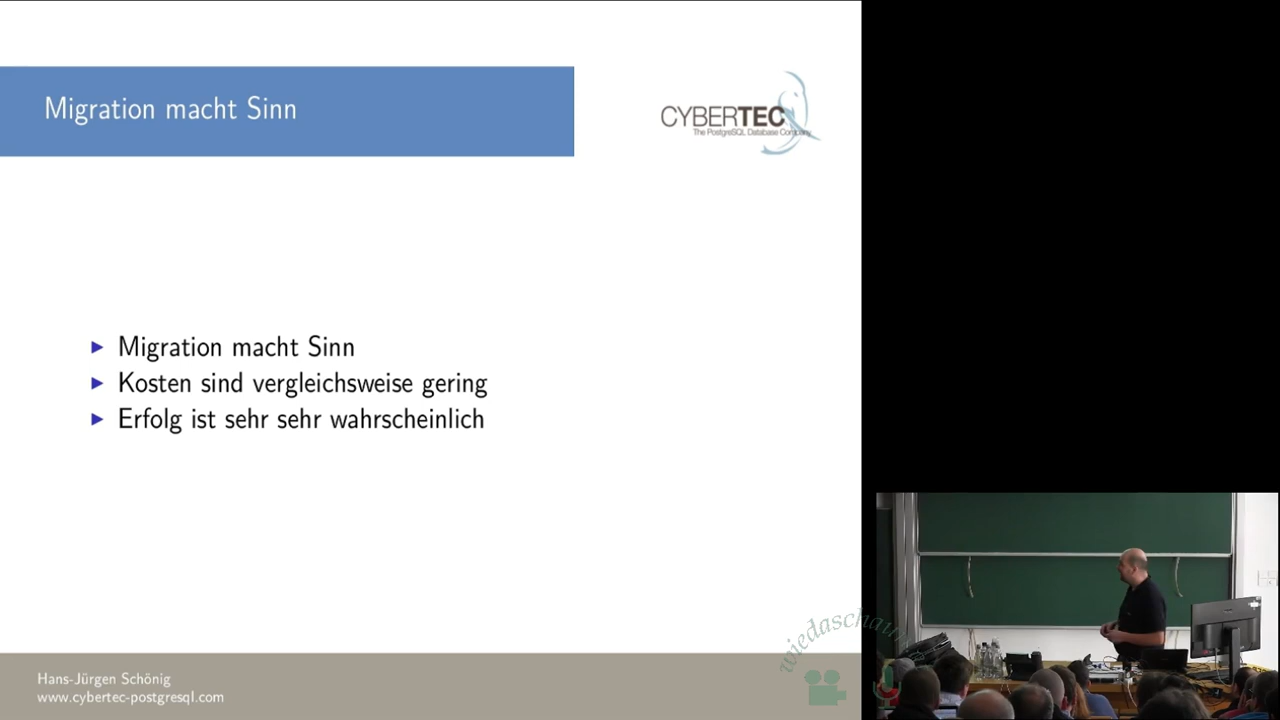 Migration macht Sinn
CYBERTEC
The PostgreSQL Database Company
Migration macht Sinn
Kosten sind vergleichsweise gering
Erfolg ist sehr sehr wahrscheinlich
Hans-Jürgen Schönig
www.cybertec-postgresql.com